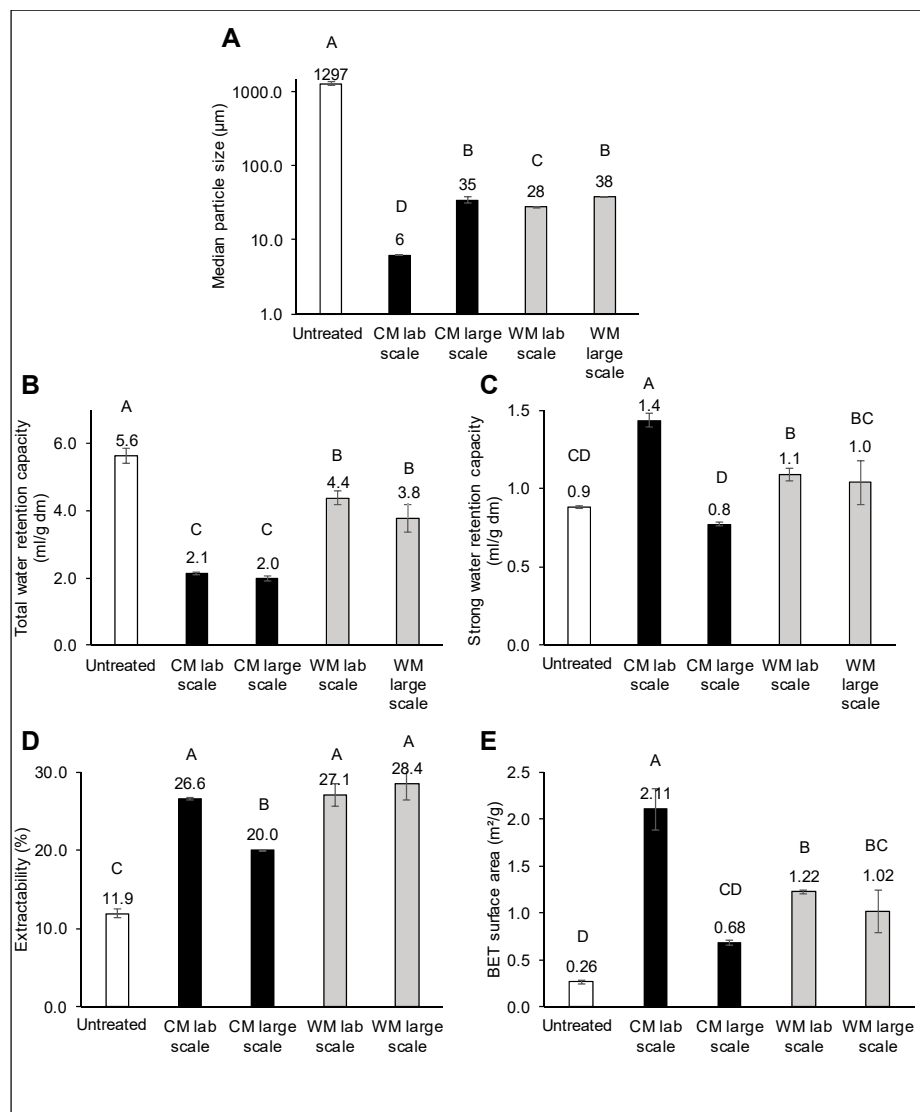 A
A
1297
1000.0
100.0
10.0
1.0
Median particle size (µm)
D
6
B
35
C
28
B
38
Untreated
CM lab scale
CM large scale
WM lab scale
WM large scale
B
Total water retention capacity
(ml/g dm)
6.0
4.0
2.0
0.0
A
5.6
C
2.1
C
2.0
B
4.4
B
3.8
Untreated
CM lab scale
CM large scale
WM lab scale
WM large scale
C
Strong water retention capacity
(ml/g dm)
1.5
1.0
0.5
0.0
CD
0.9
A
1.4
D
0.8
B
1.1
BC
1.0
Untreated
CM lab scale
CM large scale
WM lab scale
WM large scale
D
Extractability (%)
30.0
20.0
10.0
0.0
C
11.9
A
26.6
B
20.0
A
27.1
A
28.4
Untreated
CM lab scale
CM large scale
WM lab scale
WM large scale
E
BET surface area (m²/g)
2.5
2.0
1.5
1.0
0.5
0.0
D
0.26
A
2.11
CD
0.68
B
1.22
BC
1.02
Untreated
CM lab scale
CM large scale
WM lab scale
WM large scale